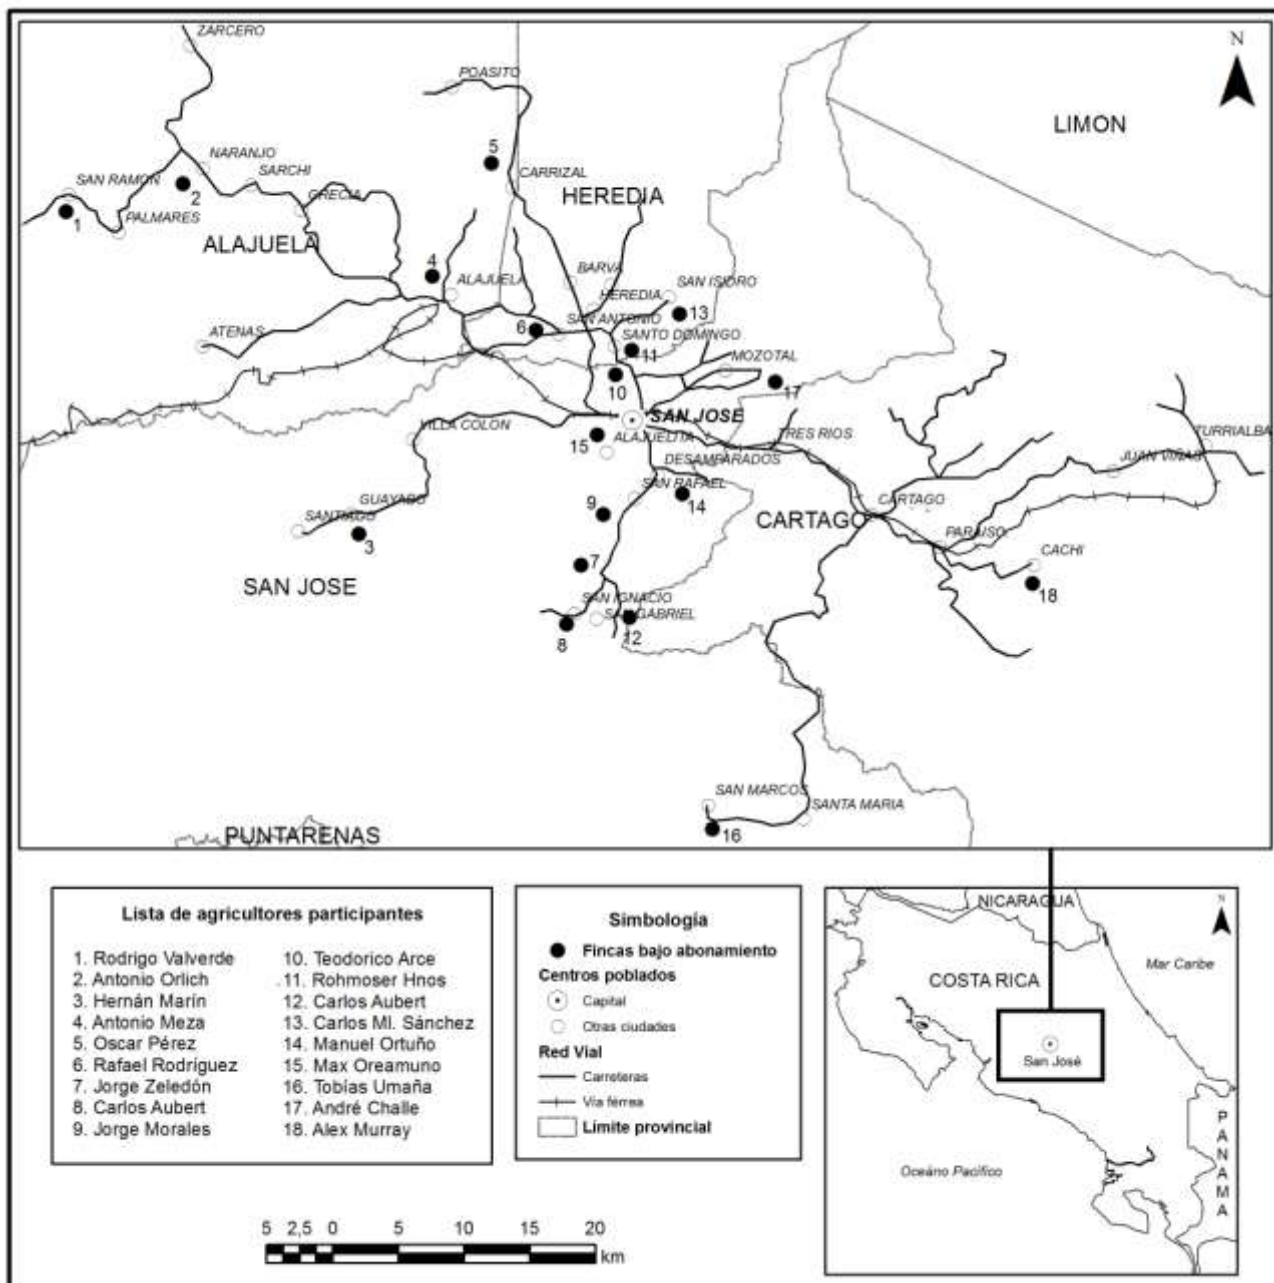 ZARCERO
N
POASITO
LIMON
5
NARANJO
CARRIZAL
SARCHI
HEREDIA
SAN RAMON
2
GRECIA
1
PALMARES
ALAJUELA
4
ALAJUELA
BARVA
SAN ISIDRO
HEREDIA
13
SAN ANTONIO
6
SANTO DOMINGO
ATENAS
11
MOZOTAL
10
17
SAN JOSE
VILLA COLON
15
ALAJUELITA
TRES RIOS
TURRIALBA
DESAMPARADOS
JUAN VIÑAS
SAN RAFAEL
14
GUAYABO
9
CARTAGO
CARTAGO
SANTIAGO
3
PARAISO
CACHI
7
SAN JOSE
18
SAN IGNACIO
SAN GABRIEL
8
12
SAN MARCOS
SANTA MARIA
PUNTARENAS
16
Lista de agricultores participantes
1. Rodrigo Valverde
2. Antonio Orlich
3. Hernán Marín
4. Antonio Meza
5. Oscar Pérez
6. Rafael Rodríguez
7. Jorge Zeledón
8. Carlos Aubert
9. Jorge Morales
10. Teodorico Arce
11. Rohmoser Hnos
12. Carlos Aubert
13. Carlos Ml. Sánchez
14. Manuel Ortuño
15. Max Oreamuno
16. Tobías Umaña
17. André Challe
18. Alex Murray
Simbología
Fincas bajo abonamiento
Centros poblados
Capital
Otras ciudades
Red Vial
Carreteras
Vía férrea
Límite provincial
NICARAGUA
N
Mar Caribe
COSTA RICA
San José
PANAMA
Oceáno Pacífico
5 2,5 0 5 10 15 20
km